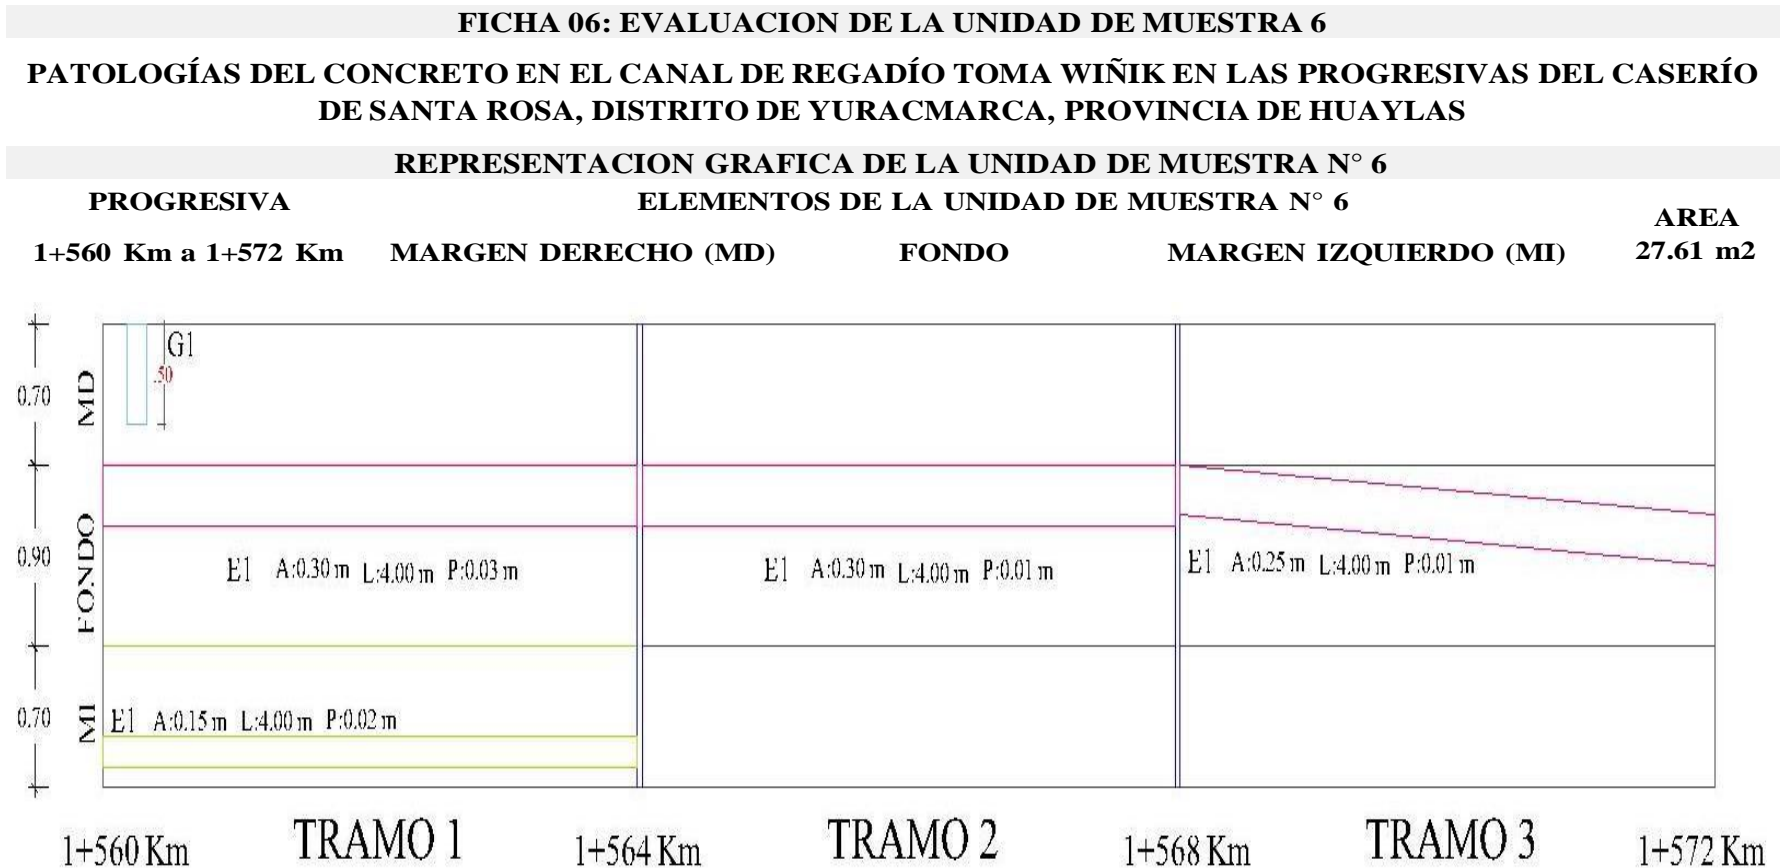 FICHA 06: EVALUACION DE LA UNIDAD DE MUESTRA 6
PATOLOGÍAS DEL CONCRETO EN EL CANAL DE REGADÍO TOMA WIÑIK EN LAS PROGRESIVAS DEL CASERÍO
DE SANTA ROSA, DISTRITO DE YURACMARCA, PROVINCIA DE HUAYLAS
REPRESENTACION GRAFICA DE LA UNIDAD DE MUESTRA N° 6
PROGRESIVA ELEMENTOS DE LA UNIDAD DE MUESTRA N° 6 AREA
1+560 Km a 1+572 Km MARGEN DERECHO (MD) FONDO MARGEN IZQUIERDO (MI) 27.61 m2
G1
.50
0.70 MD
0.90 FONDO
E1 A:0.30 m L:4.00 m P:0.03 m
E1 A:0.30 m L:4.00 m P:0.01 m
E1 A:0.25 m L:4.00 m P:0.01 m
0.70 MI
E1 A:0.15 m L:4.00 m P:0.02 m
1+560 Km TRAMO 1 1+564 Km TRAMO 2 1+568 Km TRAMO 3 1+572 Km